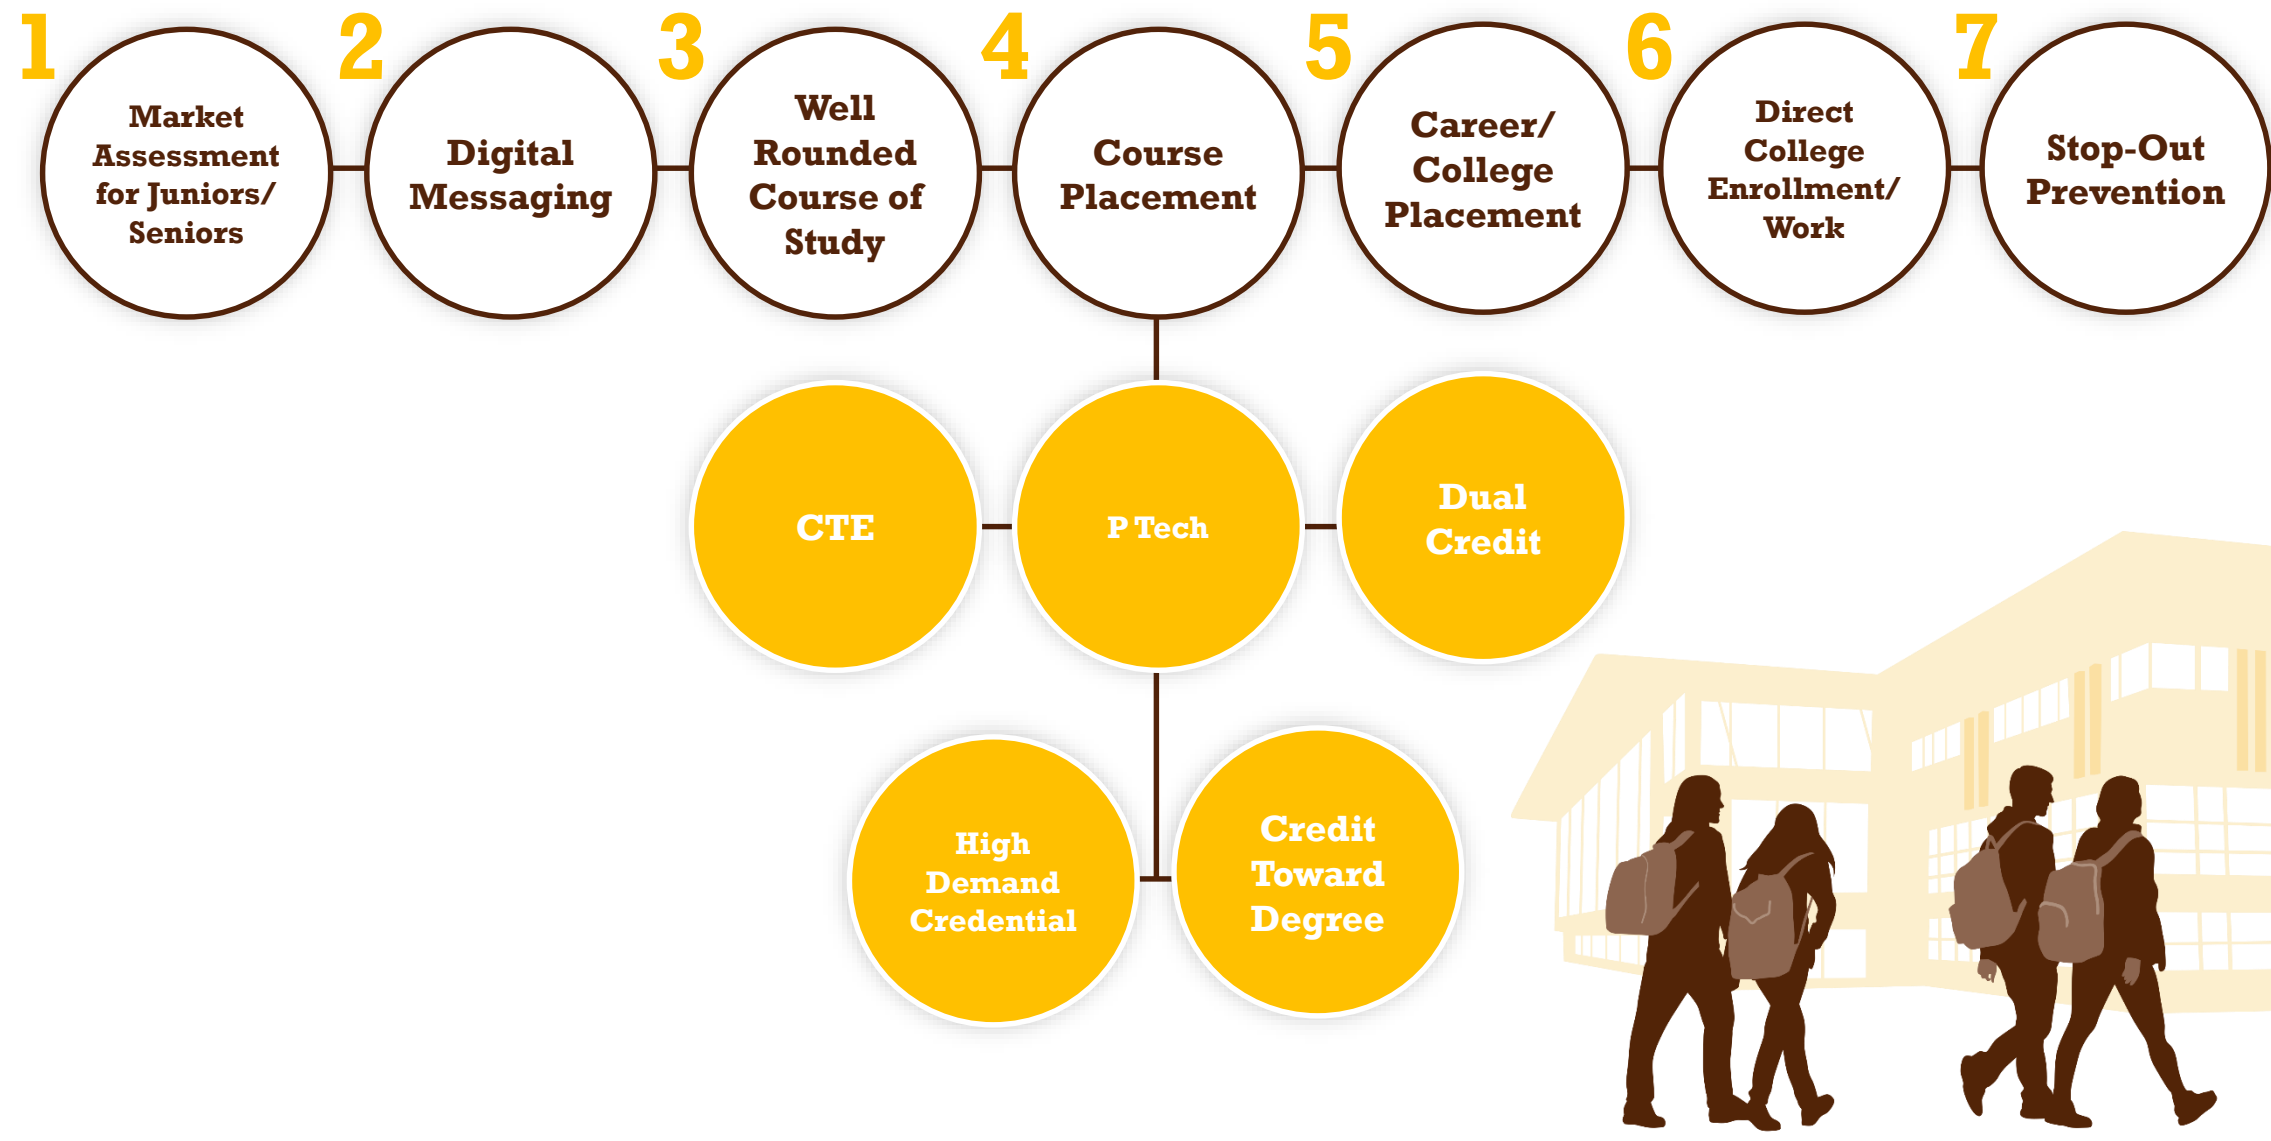 1
Market
Assessment
for Juniors/
Seniors
2
Digital
Messaging
3
Well
Rounded
Course of
Study
4
Course
Placement
5
Career/
College
Placement
6
Direct
College
Enrollment/
Work
7
Stop-Out
Prevention
CTE
P Tech
Dual
Credit
High
Demand
Credential
Credit
Toward
Degree